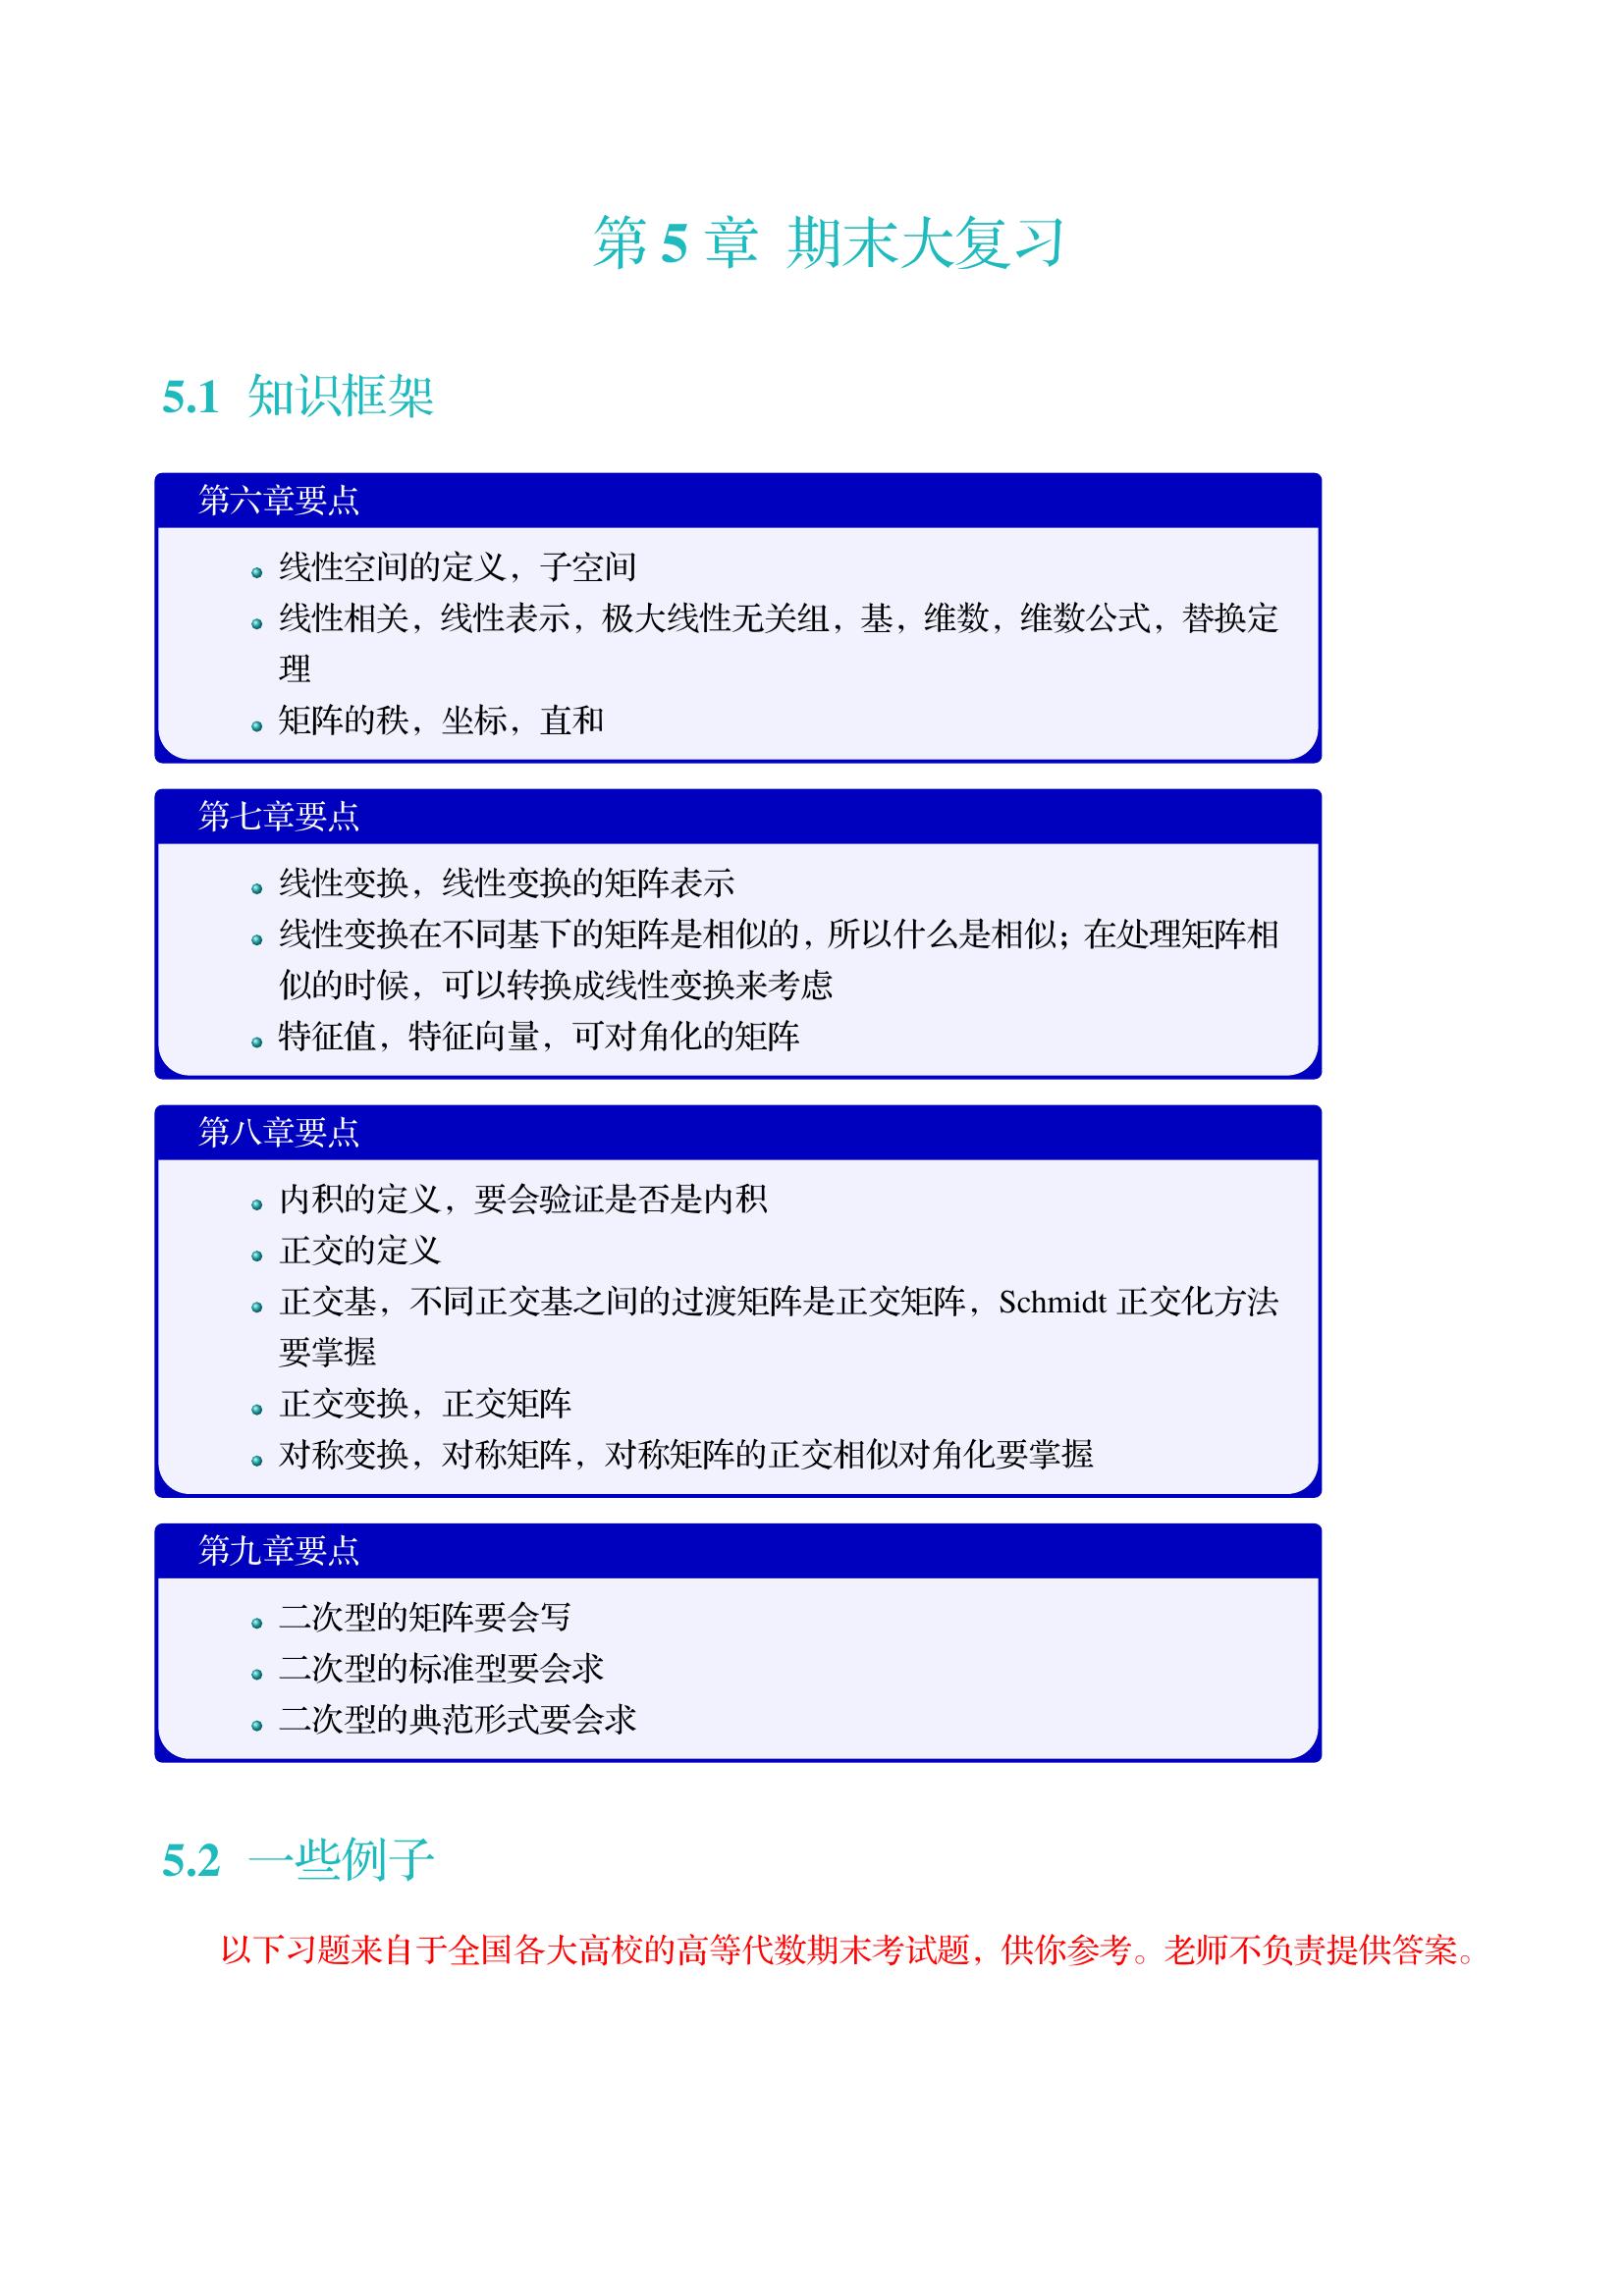 第 5 章 期末大复习
5.1 知识框架
第六章要点
线性空间的定义，子空间
线性相关，线性表示，极大线性无关组，基，维数，维数公式，替换定
理
矩阵的秩，坐标，直和
第七章要点
线性变换，线性变换的矩阵表示
线性变换在不同基下的矩阵是相似的，所以什么是相似；在处理矩阵相
似的时候，可以转换成线性变换来考虑
特征值，特征向量，可对角化的矩阵
第八章要点
内积的定义，要会验证是否是内积
正交的定义
正交基，不同正交基之间的过渡矩阵是正交矩阵，Schmidt 正交化方法
要掌握
正交变换，正交矩阵
对称变换，对称矩阵，对称矩阵的正交相似对角化要掌握
第九章要点
二次型的矩阵要会写
二次型的标准型要会求
二次型的典范形式要会求
5.2 一些例子
以下习题来自于全国各大高校的高等代数期末考试题，供你参考。老师不负责提供答案。